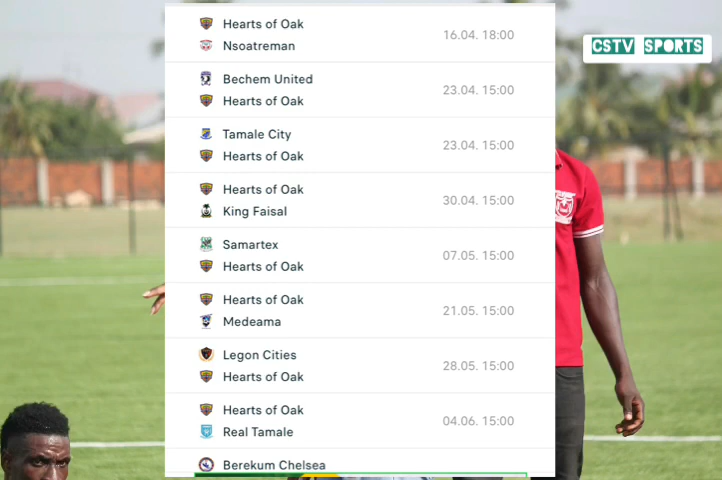 Hearts of Oak
Nsoatreman
16.04. 18:00
CSTV SPORTS
Bechem United
Hearts of Oak
23.04. 15:00
Tamale City
Hearts of Oak
23.04. 15:00
Hearts of Oak
King Faisal
30.04. 15:00
Samartex
Hearts of Oak
07.05. 15:00
Hearts of Oak
Medeama
21.05. 15:00
Legon Cities
Hearts of Oak
28.05. 15:00
Hearts of Oak
Real Tamale
04.06. 15:00
Berekum Chelsea